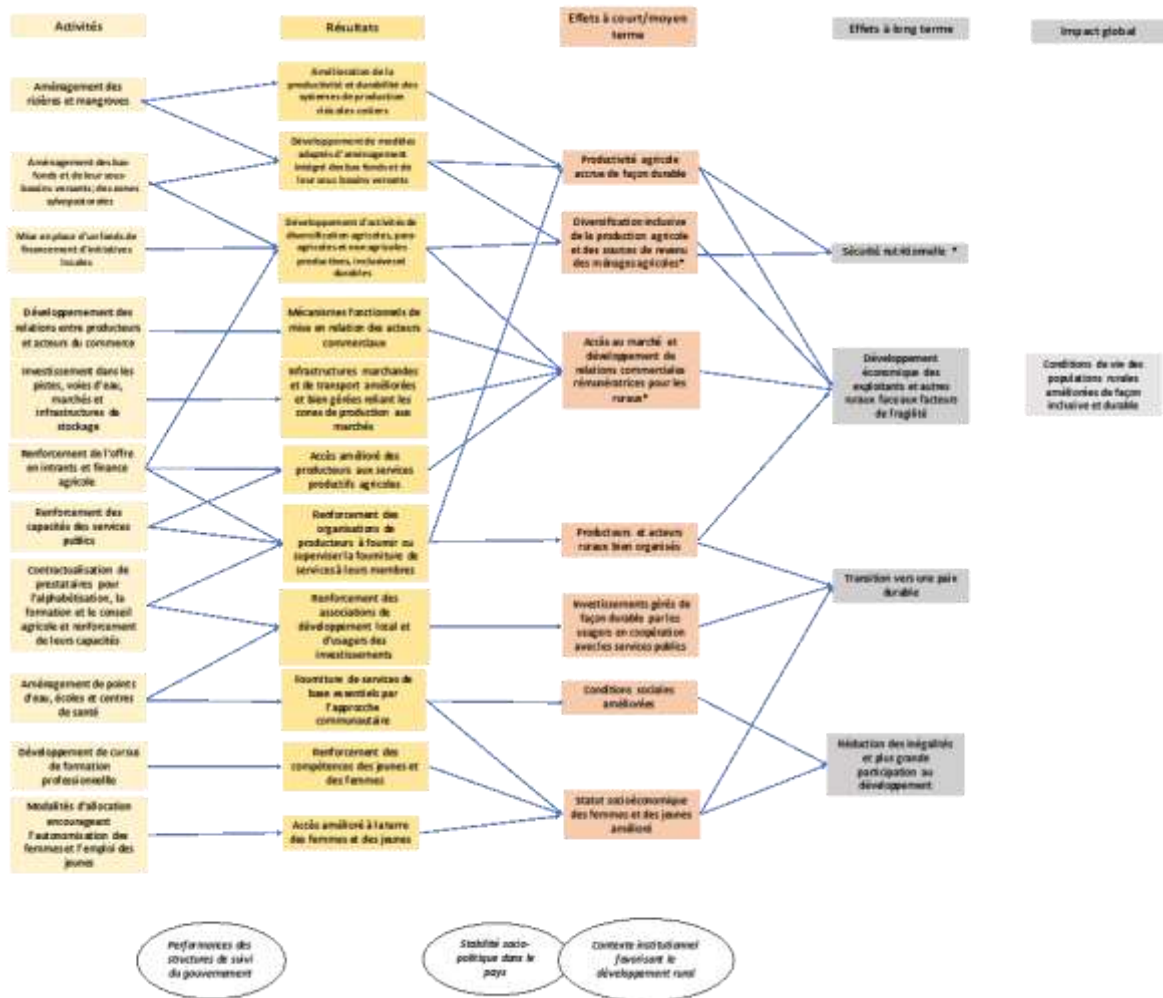 Activités
Résultats
Effets à court/moyen
terme
Effets à long terme
Impact global
Aménagement des
rizières et mangroves
Aménagement des bas-
fonds et de leur sous-
bassins versants; des zones
sylvopastorales
Mise en place d'un fonds de
financement d'initiatives
locales
Développement des
relations entre producteurs
et acteurs du commerce
Investissement dans les
pistes, voies d'eau,
marchés et
infrastructures de
stockage
Renforcement de l'offre
en intrants et finance
agricole
Renforcement des
capacités des services
publics
Contractualisation de
prestataires pour
l'alphabétisation, la
formation et le conseil
agricole et renforcement
de leurs capacités
Aménagement de points
d'eau, écoles et centres
de santé
Développement de cursus
de formation
professionnelle
Modalités d'allocation
encourageant
l'autonomisation des
femmes et l'emploi des
jeunes
Amélioration de la
productivité et durabilité des
systèmes de production
rizicoles côtiers
Développement de modèles
adaptés d'aménagement
intégré des bas fonds et de
leur sous bassins versants
Développement d'activités de
diversification agricoles, para-
agricoles et non agricoles
productives, inclusives et
durables
Mécanismes fonctionnels de
mise en relation des acteurs
commerciaux
Infrastructures marchandes
et de transport améliorées
et bien gérées reliant les
zones de production aux
marchés
Accès amélioré des
producteurs aux services
productifs agricoles
Renforcement des
organisations de
producteurs à fournir ou
superviser la fourniture de
services à leurs membres
Renforcement des
associations de
développement local et
d'usagers des
investissements
Fourniture de services de
base essentiels par
l'approche
communautaire
Renforcement des
compétences des jeunes et
des femmes
Accès amélioré à la terre
des femmes et des jeunes
Productivité agricole
accrue de façon durable
Diversification inclusive
de la production agricole
et des sources de revenu
des ménages agricoles*
Accès au marché et
développement de
relations commerciales
rémunératrices pour les
ruraux*
Producteurs et acteurs
ruraux bien organisés
Investissements gérés de
façon durable par les
usagers en coopération
avec les services publics
Conditions sociales
améliorées
Statut socioéconomique
des femmes et des jeunes
amélioré
Sécurité nutritionnelle *
Développement
économique des
exploitants et autres
ruraux face aux facteurs
de fragilité
Transition vers une paix
durable
Réduction des inégalités
et plus grande
participation au
développement
Conditions de vie des
populations rurales
améliorées de façon
inclusive et durable
Performances des
structures de suivi
du gouvernement
Stabilité socio-
politique dans le
pays
Contexte institutionnel
favorisant le
développement rural